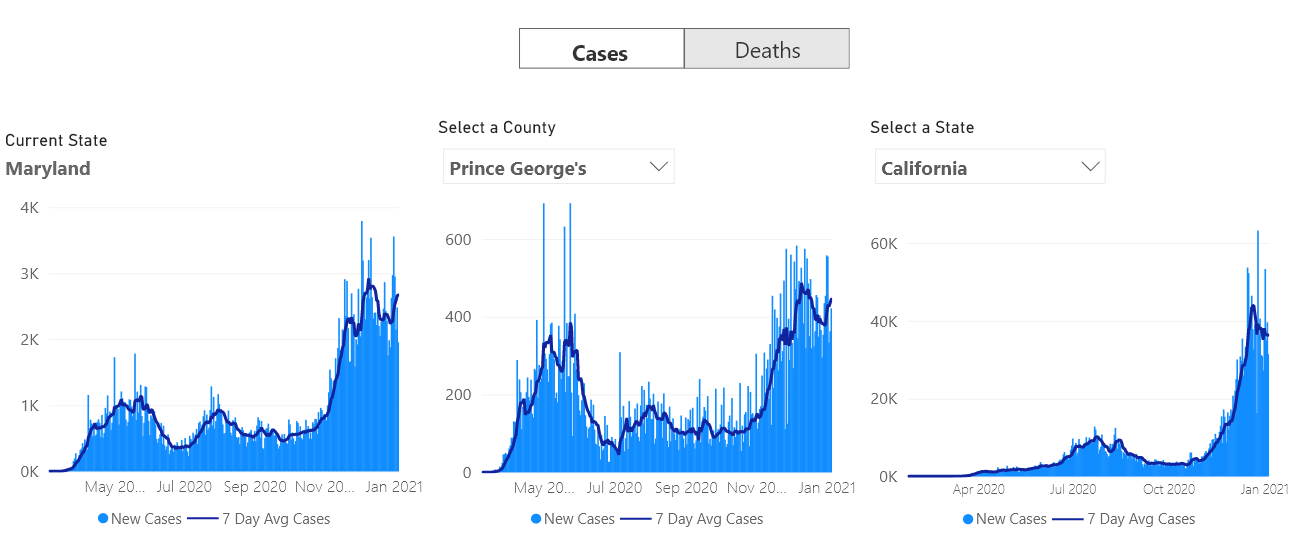 Cases Deaths
Current State
Maryland
4K
3K
2K
1K
0K
May 20... Jul 2020 Sep 2020 Nov 20... Jan 2021
New Cases 7 Day Avg Cases
Select a County
Prince George's
600
400
200
0
May 20... Jul 2020 Sep 2020 Nov 20... Jan 2021
New Cases 7 Day Avg Cases
Select a State
California
60K
40K
20K
0K
Apr 2020 Jul 2020 Oct 2020 Jan 2021
New Cases 7 Day Avg Cases